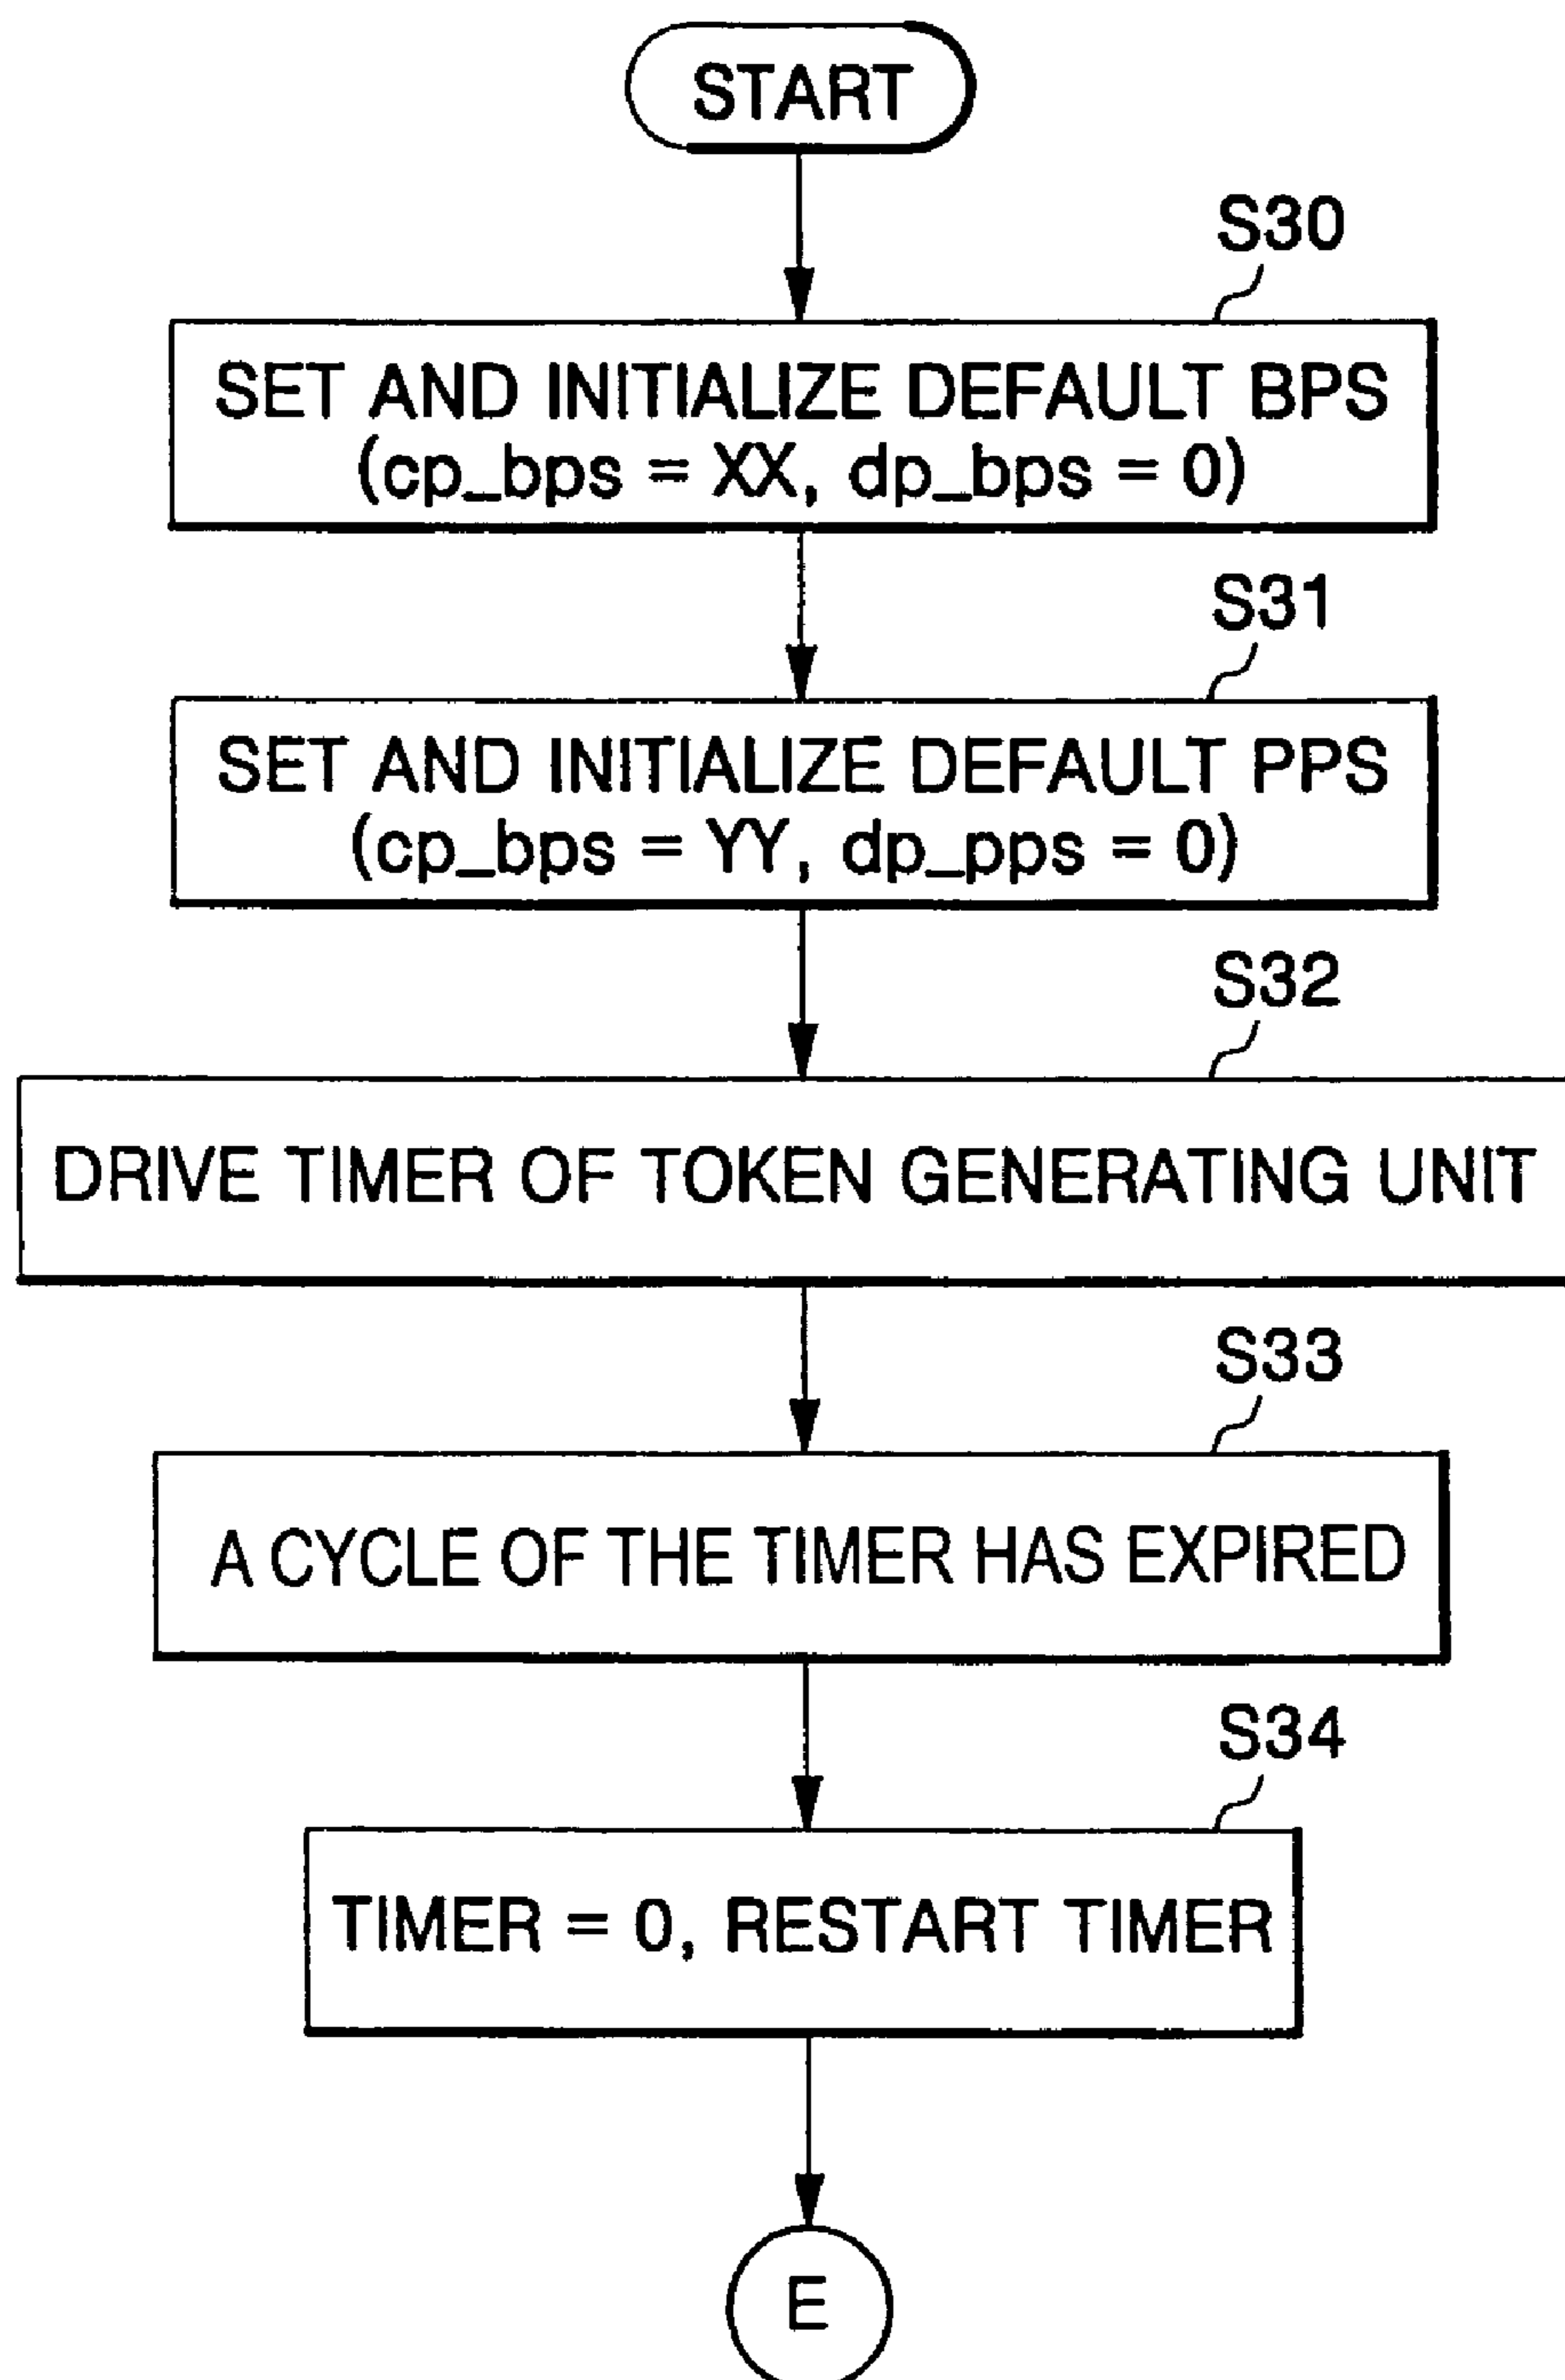 START
S30
SET AND INITIALIZE DEFAULT BPS
(cp_bps = XX, dp_bps = 0)
S31
SET AND INITIALIZE DEFAULT PPS
(cp_bps = YY, dp_pps = 0)
S32
DRIVE TIMER OF TOKEN GENERATING UNIT
S33
A CYCLE OF THE TIMER HAS EXPIRED
S34
TIMER = 0, RESTART TIMER
E